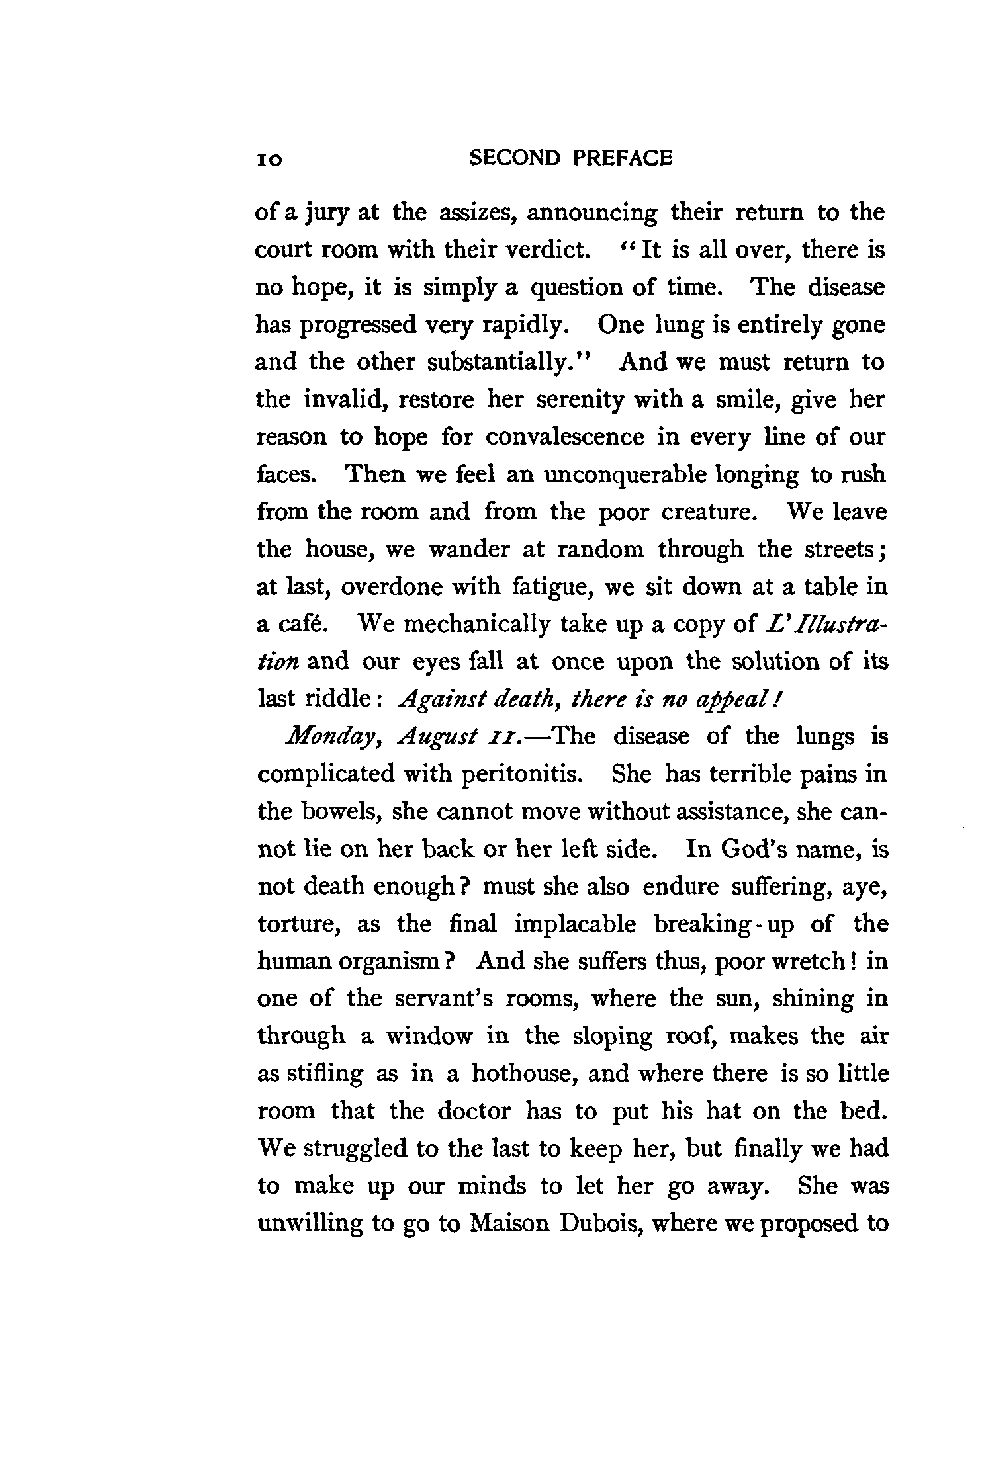 10 SECOND PREFACE
of a jury at the assizes, announcing their return to the
court room with their verdict. "It is all over, there is
no hope, it is simply a question of time. The disease
has progressed very rapidly. One lung is entirely gone
and the other substantially." And we must return to
the invalid, restore her serenity with a smile, give her
reason to hope for convalescence in every line of our
faces. Then we feel an unconquerable longing to rush
from the room and from the poor creature. We leave
the house, we wander at random through the streets;
at last, overdone with fatigue, we sit down at a table in
a café. We mechanically take up a copy of L'Illustra-
tion and our eyes fall at once upon the solution of its
last riddle: Against death, there is no appeal!
Monday, August 11.—The disease of the lungs is
complicated with peritonitis. She has terrible pains in
the bowels, she cannot move without assistance, she can-
not lie on her back or her left side. In God's name, is
not death enough? must she also endure suffering, aye,
torture, as the final implacable breaking-up of the
human organism? And she suffers thus, poor wretch! in
one of the servant's rooms, where the sun, shining in
through a window in the sloping roof, makes the air
as stifling as in a hothouse, and where there is so little
room that the doctor has to put his hat on the bed.
We struggled to the last to keep her, but finally we had
to make up our minds to let her go away. She was
unwilling to go to Maison Dubois, where we proposed to